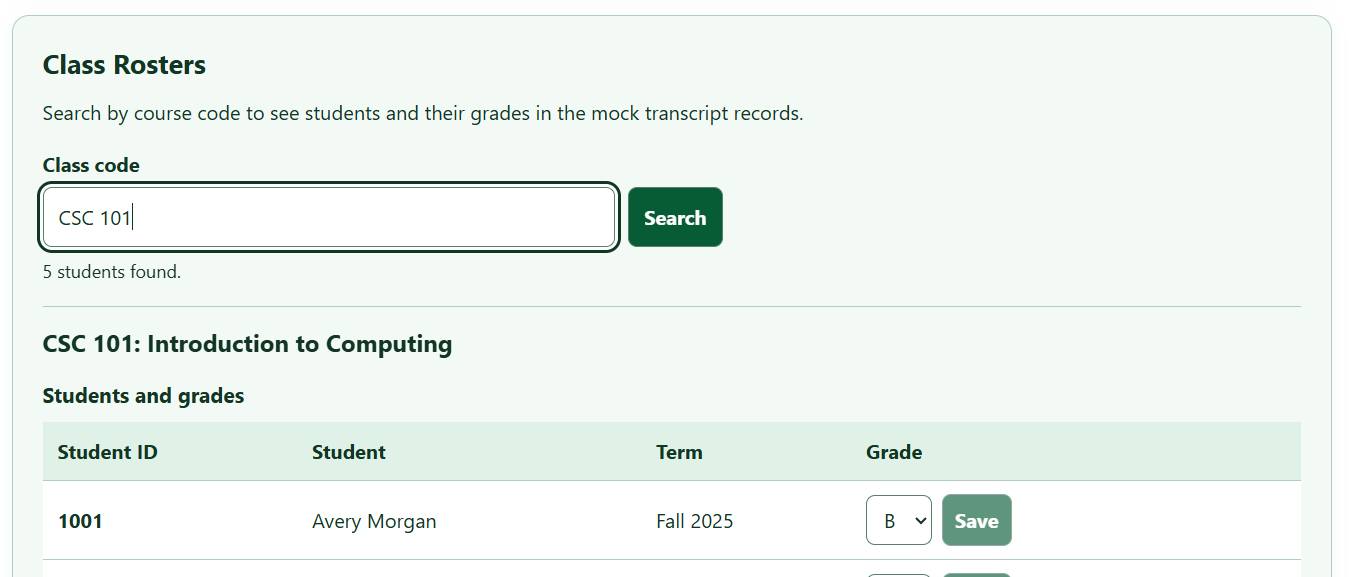 Class Rosters
Search by course code to see students and their grades in the mock transcript records.
Class code
CSC 101
Search
5 students found.
CSC 101: Introduction to Computing
Students and grades
Student ID Student Term Grade
1001 Avery Morgan Fall 2025 B Save